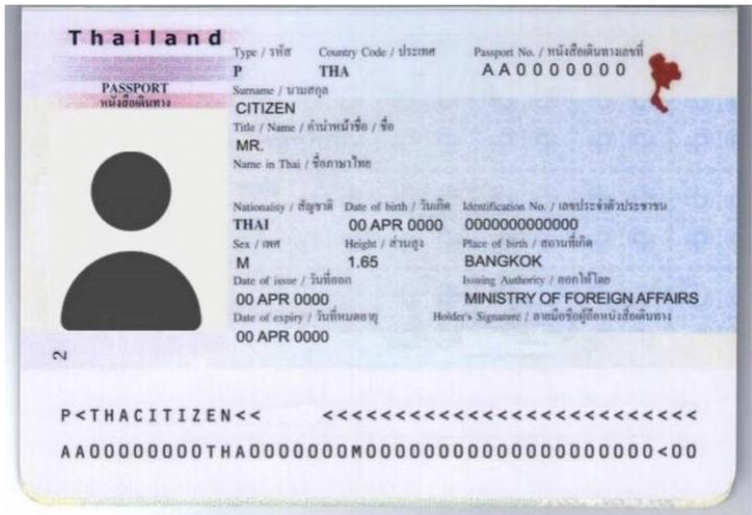 Thailand
Type / รหัส Country Code / ประเทศ Passport No. / หนังสือเดินทางเลขที่
P THA AA0000000
PASSPORT
หนังสือเดินทาง
Surname / นามสกุล
CITIZEN
Title / Name / คำนำหน้าชื่อ / ชื่อ
MR.
Name in Thai / ชื่อภาษาไทย
Nationality / สัญชาติ Date of birth / วันเกิด Identification No. / เลขประจำตัวประชาชน
THAI 00 APR 0000 0000000000000
Sex / เพศ Height / ส่วนสูง Place of birth / สถานที่เกิด
M 1.65 BANGKOK
Date of issue / วันที่ออก Issuing Authority / ออกให้โดย
00 APR 0000 MINISTRY OF FOREIGN AFFAIRS
Date of expiry / วันที่หมดอายุ Holder's Signature / ลายมือชื่อผู้ถือหนังสือเดินทาง
00 APR 0000
2
P<THACITIZEN<< <<<<<<<<<<<<<<<<<<<<<<<<<<
AA00000000THA0000000M000000000000000000000<00